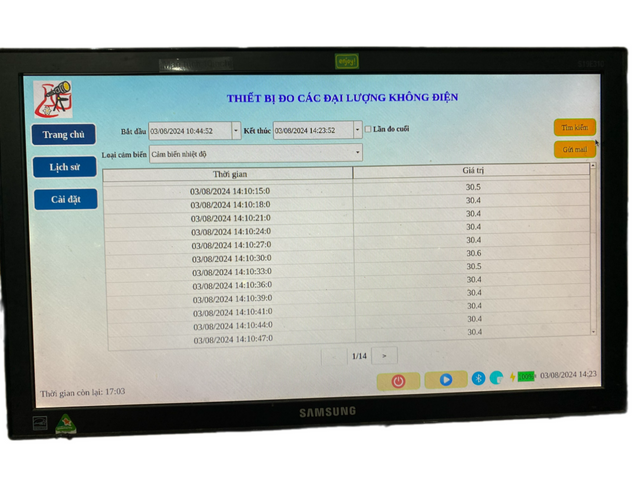 enjoy!
THIẾT BỊ ĐO CÁC ĐẠI LƯỢNG KHÔNG ĐIỆN
Trang chủ
Lịch sử
Cài đặt
Bắt đầu 03/08/2024 10:44:52 Kết thúc 03/08/2024 14:23:52 Lần đo cuối Tìm kiếm
Loại cảm biến Cảm biến nhiệt độ Gửi mail
Thời gian Giá trị
03/08/2024 14:10:15:0 30.5
03/08/2024 14:10:18:0 30.4
03/08/2024 14:10:21:0 30.4
03/08/2024 14:10:24:0 30.4
03/08/2024 14:10:27:0 30.4
03/08/2024 14:10:30:0 30.6
03/08/2024 14:10:33:0 30.5
03/08/2024 14:10:36:0 30.4
03/08/2024 14:10:39:0 30.4
03/08/2024 14:10:41:0 30.4
03/08/2024 14:10:44:0 30.4
03/08/2024 14:10:47:0 30.4
1/14 >
Thời gian còn lại: 17:03
100% 03/08/2024 14:23
SAMSUNG